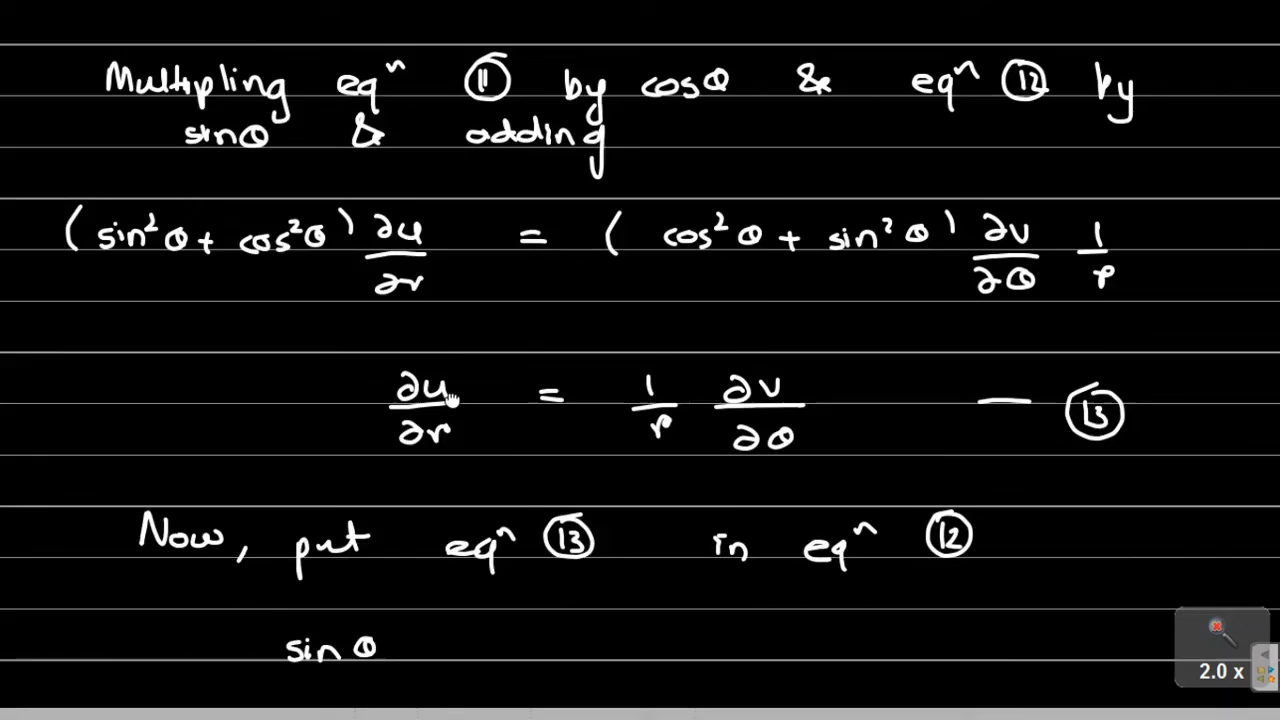 Multipling eqⁿ ⑪ by cosθ & eqⁿ ⑫ by
sinθ & adding
(sin²θ + cos²θ) ∂u/∂r = (cos²θ + sin²θ) ∂v/∂θ 1/r
∂u/∂r = 1/r ∂v/∂θ — ⑬
Now, put eqⁿ ⑬ in eqⁿ ⑫
sinθ
2.0 x